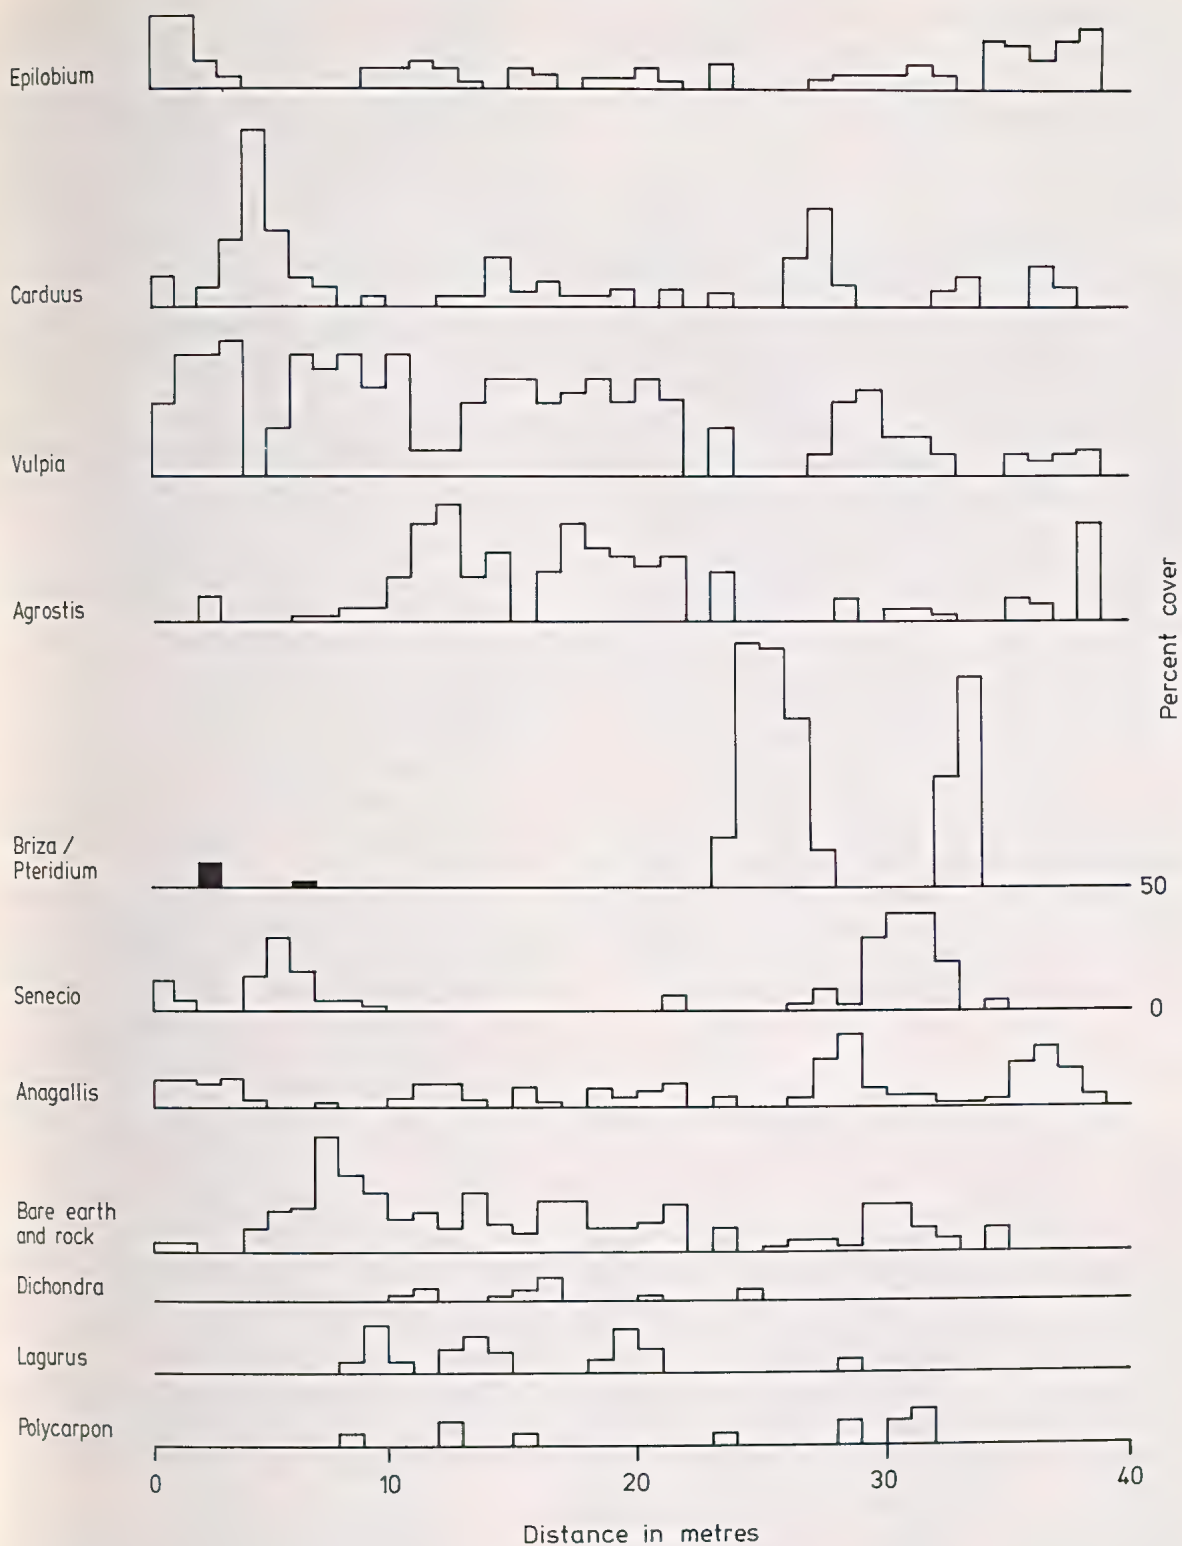 Epilobium
Carduus
Vulpia
Agrostis
Percent cover
Briza /
Pteridium
50
Senecio
0
Anagallis
Bare earth
and rock
Dichondra
Lagurus
Polycarpon
0 10 20 30 40
Distance in metres